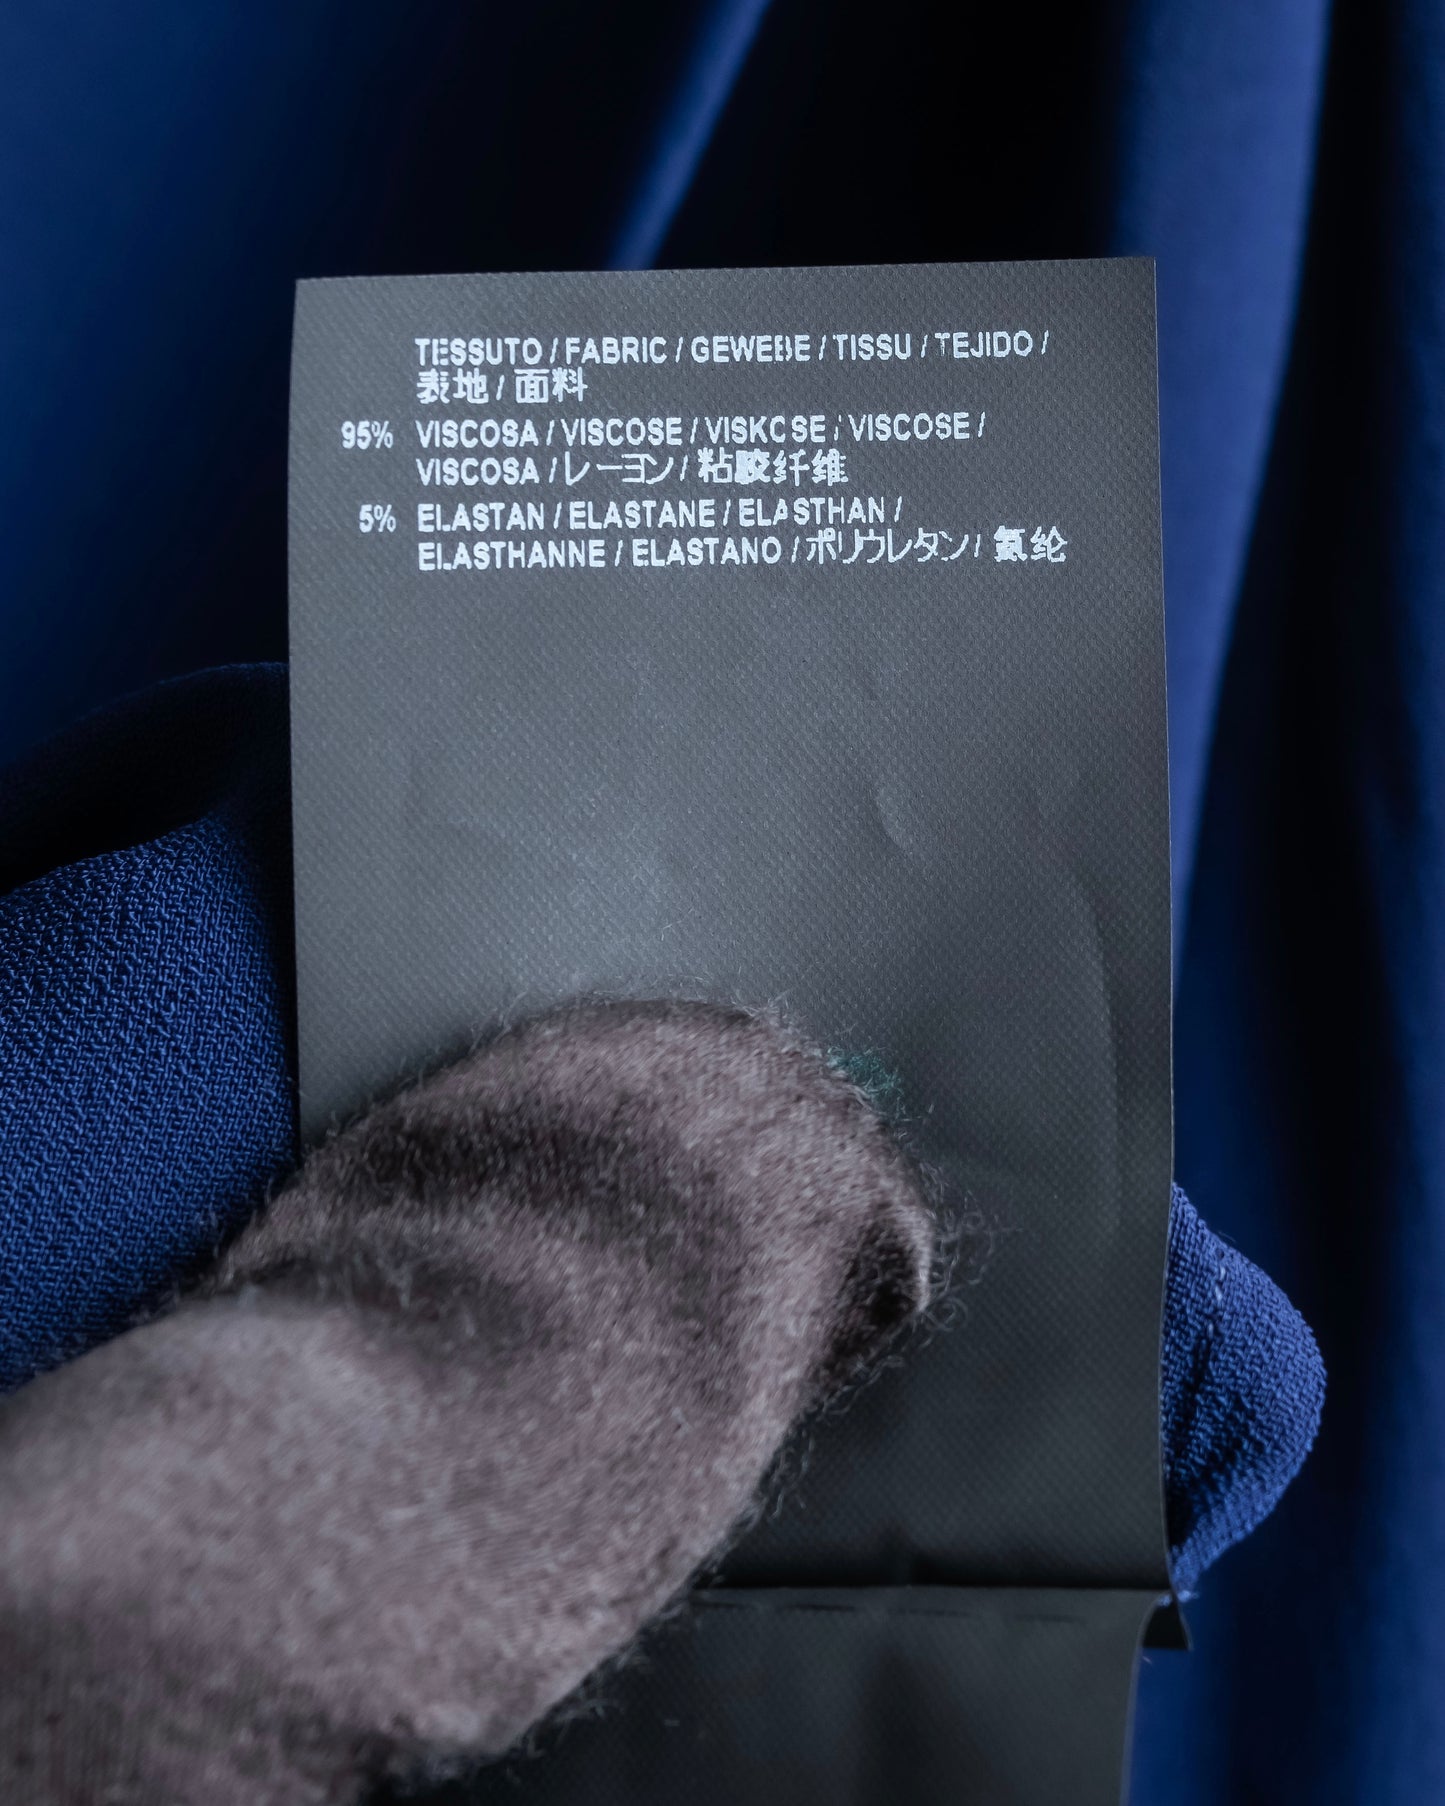 TESSUTO / FABRIC / GEWEBE / TISSU / TEJIDO /
表地 / 面料
95% VISCOSA / VISCOSE / VISKOSE / VISCOSE /
VISCOSA / レーヨン / 粘胶纤维
5% ELASTAN / ELASTANE / ELASTHAN /
ELASTHANNE / ELASTANO / ポリウレタン / 氨纶